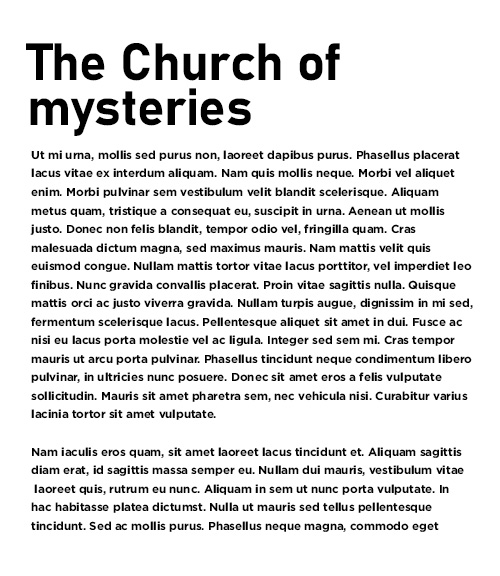 The Church of
mysteries
Ut mi urna, mollis sed purus non, laoreet dapibus purus. Phasellus placerat
lacus vitae ex interdum aliquam. Nam quis mollis neque. Morbi vel aliquet
enim. Morbi pulvinar sem vestibulum velit blandit scelerisque. Aliquam
metus quam, tristique a consequat eu, suscipit in urna. Aenean ut mollis
justo. Donec non felis blandit, tempor odio vel, fringilla quam. Cras
malesuada dictum magna, sed maximus mauris. Nam mattis velit quis
euismod congue. Nullam mattis tortor vitae lacus porttitor, vel imperdiet leo
finibus. Nunc gravida convallis placerat. Proin vitae sagittis nulla. Quisque
mattis orci ac justo viverra gravida. Nullam turpis augue, dignissim in mi sed,
fermentum scelerisque lacus. Pellentesque aliquet sit amet in dui. Fusce ac
nisi eu lacus porta molestie vel ac ligula. Integer sed sem mi. Cras tempor
mauris ut arcu porta pulvinar. Phasellus tincidunt neque condimentum libero
pulvinar, in ultricies nunc posuere. Donec sit amet eros a felis vulputate
sollicitudin. Mauris sit amet pharetra sem, nec vehicula nisi. Curabitur varius
lacinia tortor sit amet vulputate.
Nam iaculis eros quam, sit amet laoreet lacus tincidunt et. Aliquam sagittis
diam erat, id sagittis massa semper eu. Nullam dui mauris, vestibulum vitae
laoreet quis, rutrum eu nunc. Aliquam in sem ut nunc porta vulputate. In
hac habitasse platea dictumst. Nulla ut mauris sed tellus pellentesque
tincidunt. Sed ac mollis purus. Phasellus neque magna, commodo eget